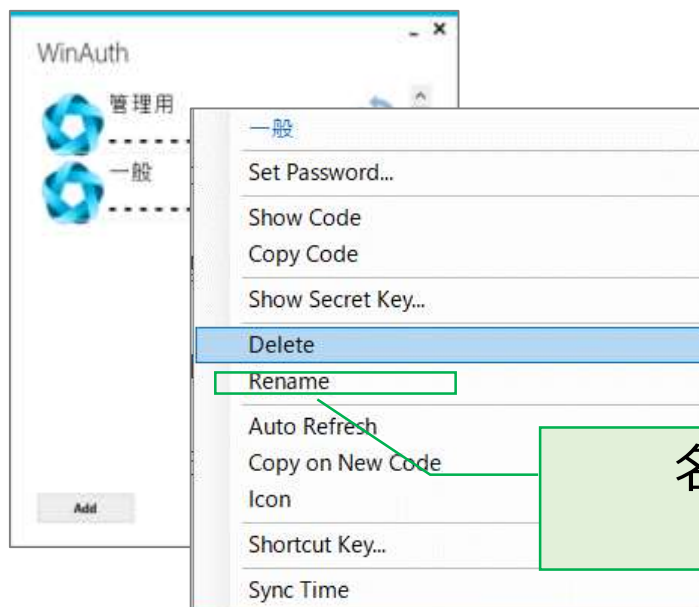 WinAuth
管理用
一般
一般
Set Password...
Show Code
Copy Code
Show Secret Key...
Delete
Rename
Auto Refresh
Copy on New Code
Icon
Shortcut Key...
Sync Time
Add
名